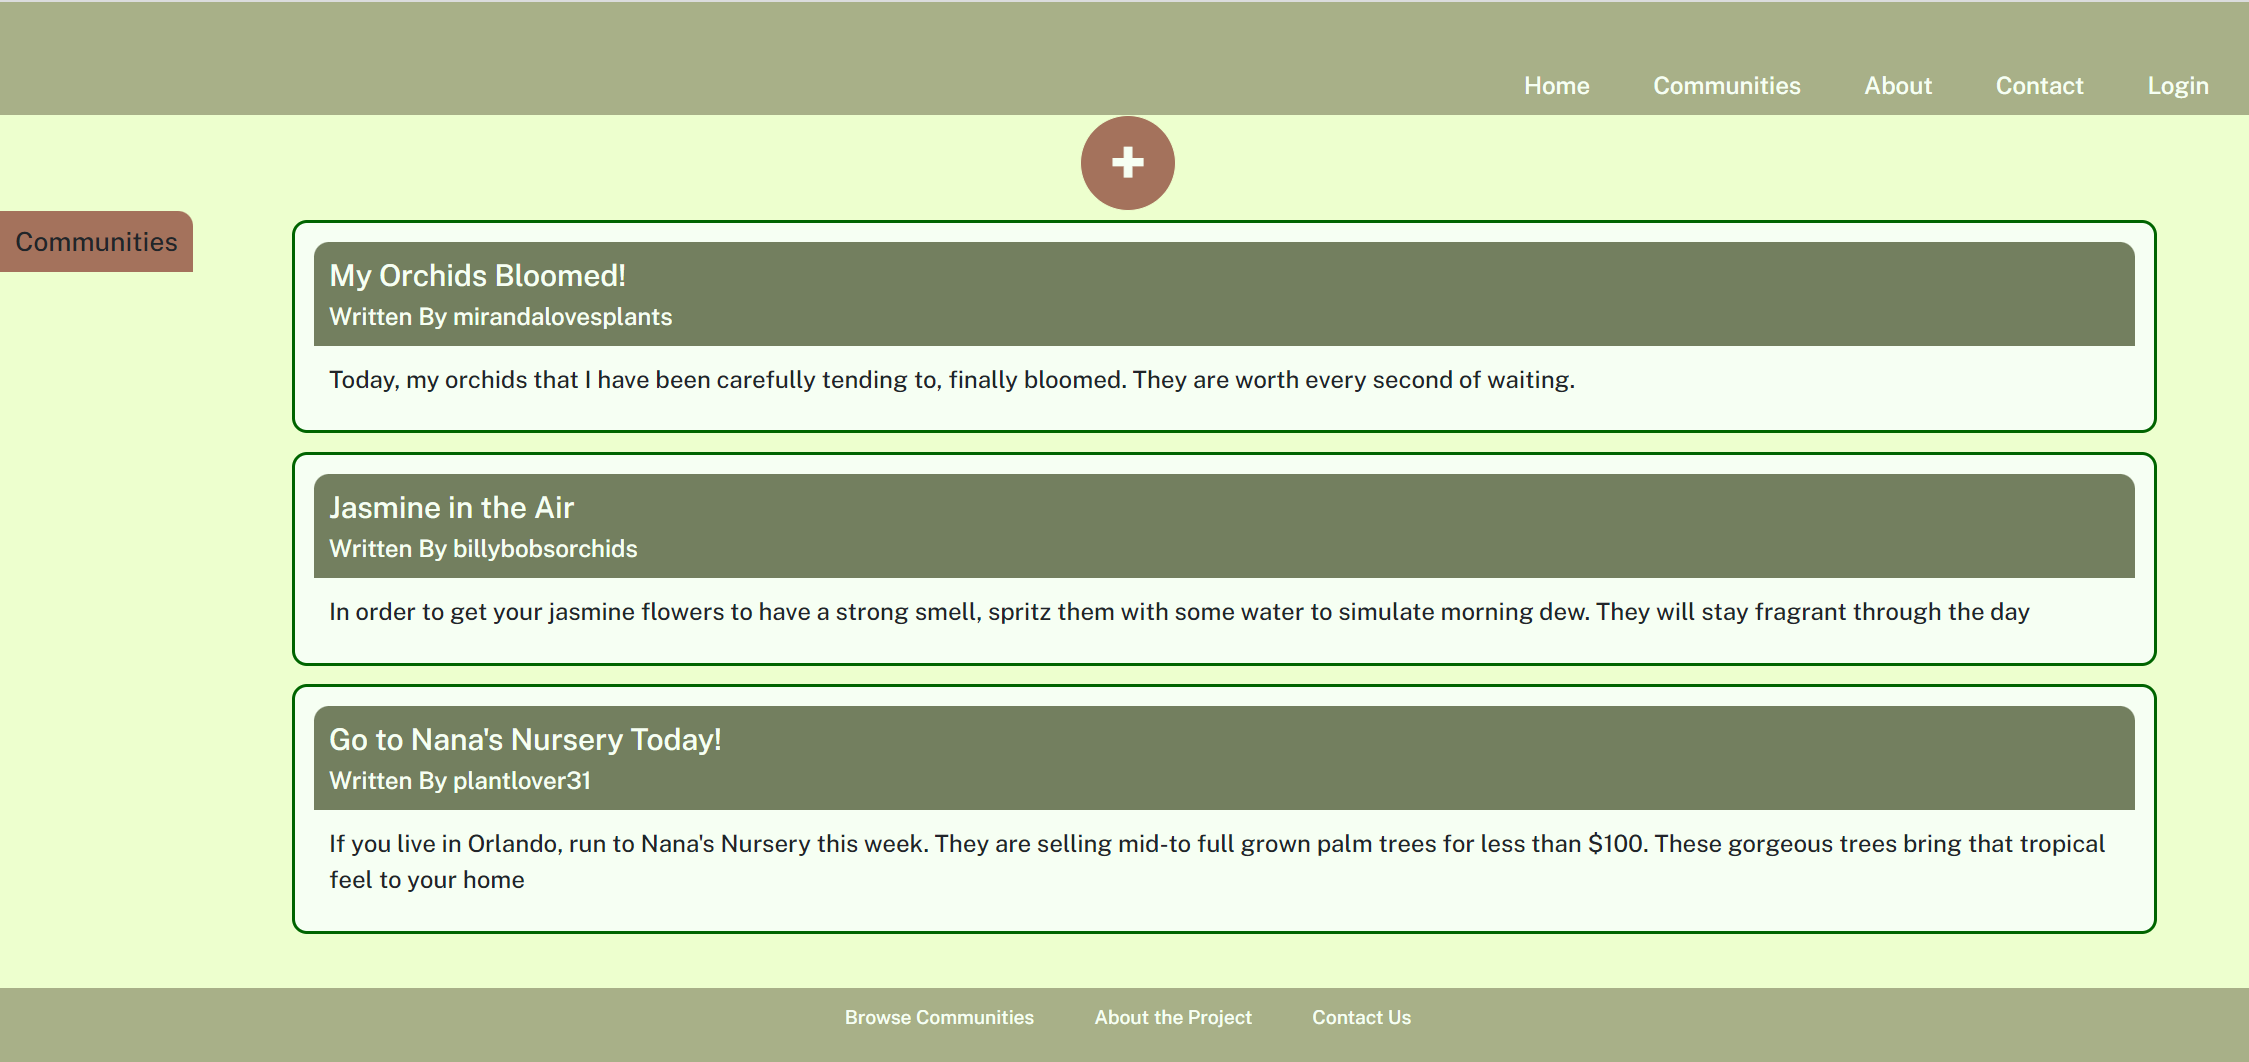 Home Communities About Contact Login
Communities
My Orchids Bloomed!
Written By mirandalovesplants
Today, my orchids that I have been carefully tending to, finally bloomed. They are worth every second of waiting.
Jasmine in the Air
Written By billybobsorchids
In order to get your jasmine flowers to have a strong smell, spritz them with some water to simulate morning dew. They will stay fragrant through the day
Go to Nana's Nursery Today!
Written By plantlover31
If you live in Orlando, run to Nana's Nursery this week. They are selling mid-to full grown palm trees for less than $100. These gorgeous trees bring that tropical
feel to your home
Browse Communities About the Project Contact Us